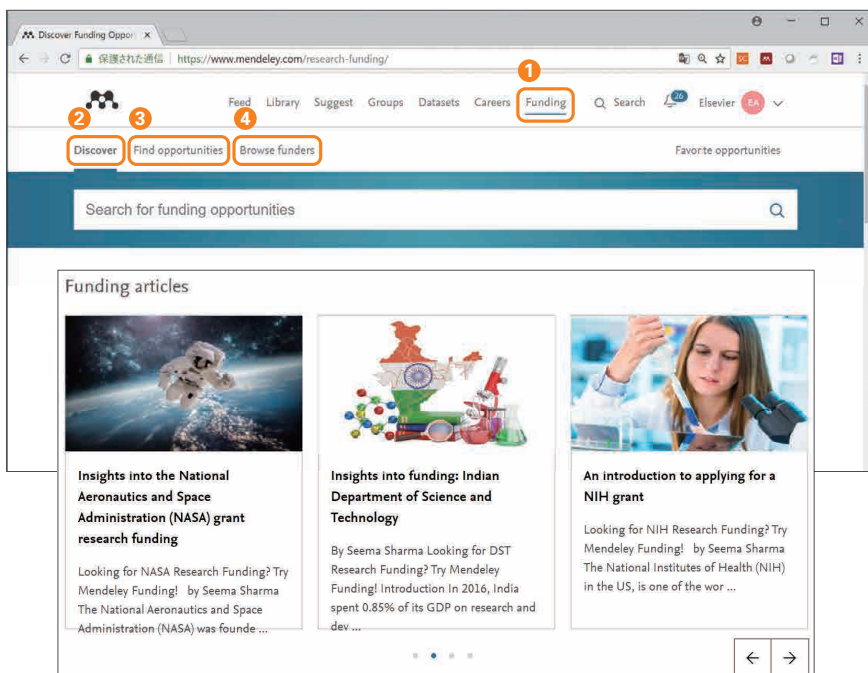 Discover Funding Oppor
保護された通信 | https://www.mendeley.com/research-funding/
1
Feed Library Suggest Groups Datasets Careers Funding Search 26 Elsevier EA
2 3 4
Discover Find opportunities Browse funders Favorite opportunities
Search for funding opportunities
Funding articles
Insights into the National
Aeronautics and Space
Administration (NASA) grant
research funding
Looking for NASA Research Funding? Try
Mendeley Funding! by Seema Sharma
The National Aeronautics and Space
Administration (NASA) was founde ...
Insights into funding: Indian
Department of Science and
Technology
By Seema Sharma Looking for DST
Research Funding? Try Mendeley
Funding! Introduction In 2016, India
spent 0.85% of its GDP on research and
dev ...
An introduction to applying for a
NIH grant
Looking for NIH Research Funding? Try
Mendeley Funding! by Seema Sharma
The National Institutes of Health (NIH)
in the US, is one of the wor ...